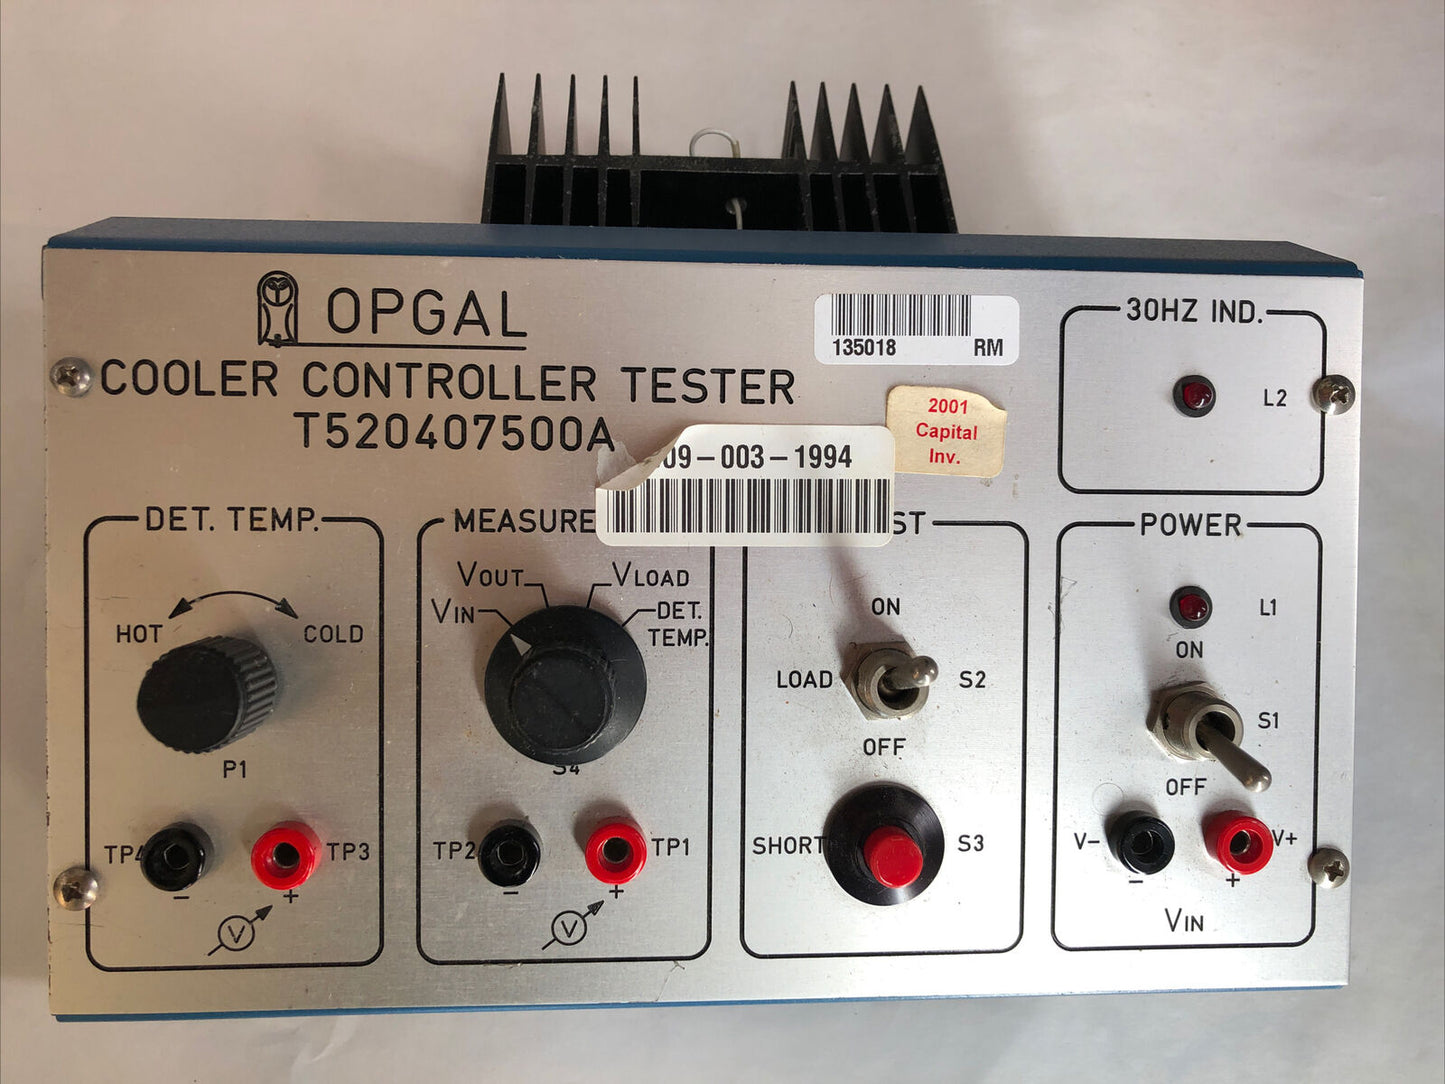 OPGAL
COOLER CONTROLLER TESTER
T520407500A
135018 RM
2001
Capital
Inv.
09-003-1994
30HZ IND.
L2
DET. TEMP.
HOT
COLD
P1
TP4
TP3
- +
V
MEASURE
VOUT
VLOAD
VIN
DET.
TEMP.
S4
TP2
TP1
- +
V
ST
ON
LOAD
S2
OFF
SHORT
S3
POWER
L1
ON
S1
OFF
V-
V+
- +
VIN